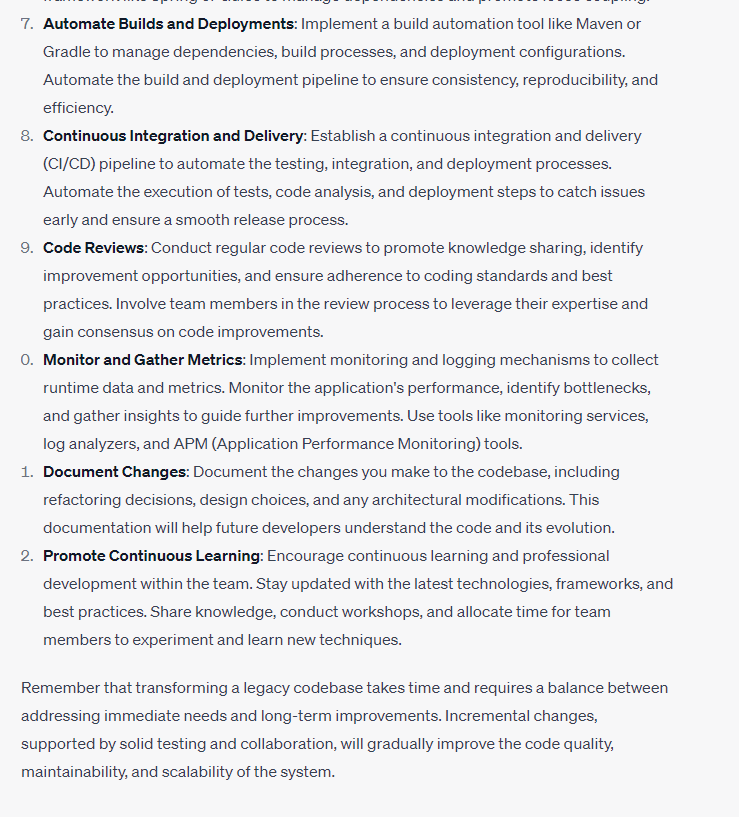 7. Automate Builds and Deployments: Implement a build automation tool like Maven or
Gradle to manage dependencies, build processes, and deployment configurations.
Automate the build and deployment pipeline to ensure consistency, reproducibility, and
efficiency.
8. Continuous Integration and Delivery: Establish a continuous integration and delivery
(CI/CD) pipeline to automate the testing, integration, and deployment processes.
Automate the execution of tests, code analysis, and deployment steps to catch issues
early and ensure a smooth release process.
9. Code Reviews: Conduct regular code reviews to promote knowledge sharing, identify
improvement opportunities, and ensure adherence to coding standards and best
practices. Involve team members in the review process to leverage their expertise and
gain consensus on code improvements.
0. Monitor and Gather Metrics: Implement monitoring and logging mechanisms to collect
runtime data and metrics. Monitor the application's performance, identify bottlenecks,
and gather insights to guide further improvements. Use tools like monitoring services,
log analyzers, and APM (Application Performance Monitoring) tools.
1. Document Changes: Document the changes you make to the codebase, including
refactoring decisions, design choices, and any architectural modifications. This
documentation will help future developers understand the code and its evolution.
2. Promote Continuous Learning: Encourage continuous learning and professional
development within the team. Stay updated with the latest technologies, frameworks, and
best practices. Share knowledge, conduct workshops, and allocate time for team
members to experiment and learn new techniques.
Remember that transforming a legacy codebase takes time and requires a balance between
addressing immediate needs and long-term improvements. Incremental changes,
supported by solid testing and collaboration, will gradually improve the code quality,
maintainability, and scalability of the system.